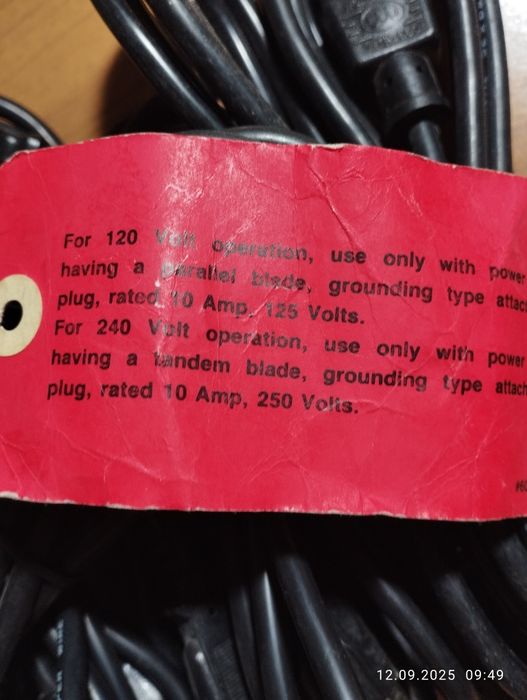 For 120 Volt operation, use only with power
having a parallel blade, grounding type attac
plug, rated 10 Amp, 125 Volts.
For 240 Volt operation, use only with power
having a tandem blade, grounding type attach
plug, rated 10 Amp, 250 Volts.
12.09.2025 09:49